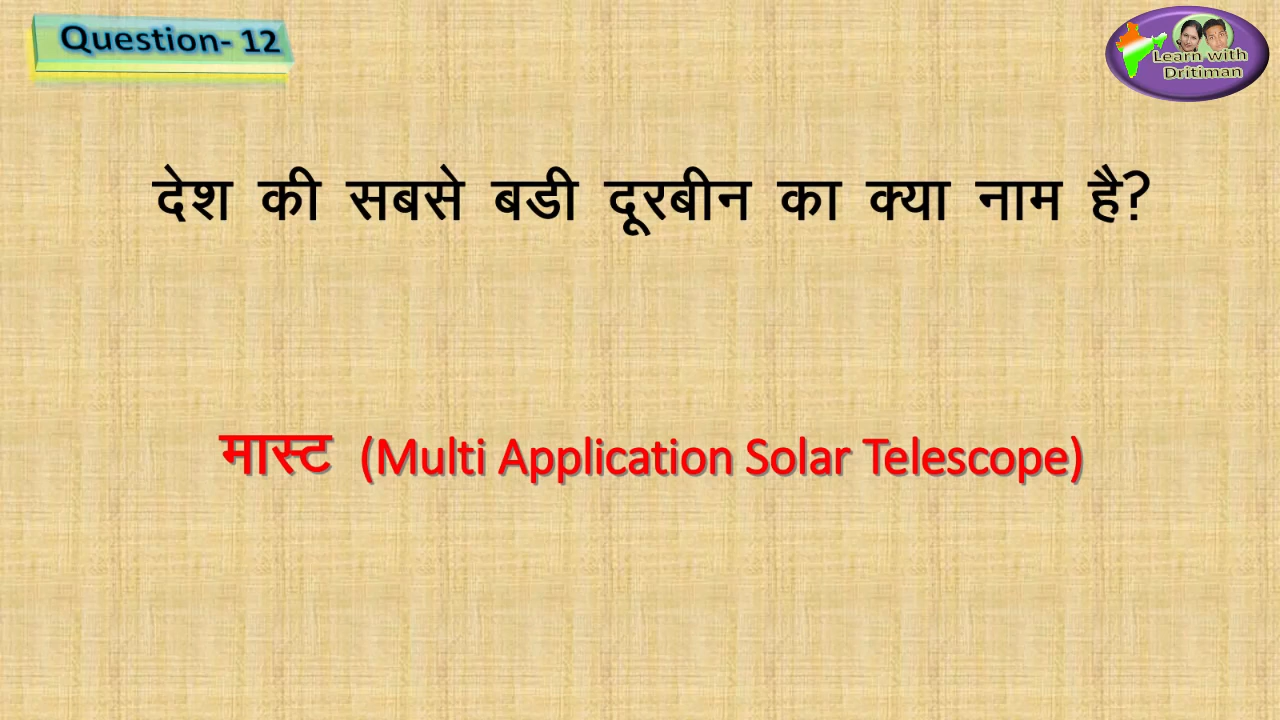 Question- 12
Learn with
Dritiman
देश की सबसे बडी दूरबीन का क्या नाम है?
मास्ट (Multi Application Solar Telescope)